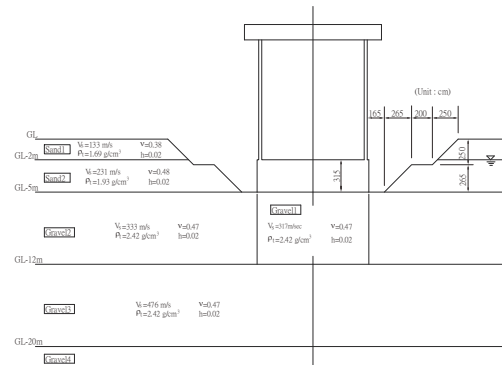 (Unit : cm)
165 265 200 250
GL
Sand1 Vs=133 m/s ν=0.38
ρt=1.69 g/cm³ h=0.02
GL-2m
250
Sand2 Vs=231 m/s ν=0.48
ρt=1.93 g/cm³ h=0.02
315
265
GL-5m
Gravel1
Gravel2 Vs=333 m/s ν=0.47
ρt=2.42 g/cm³ h=0.02
Vs=317m/sec ν=0.47
ρt=2.42 g/cm³ h=0.02
GL-12m
Gravel3 Vs=476 m/s ν=0.47
ρt=2.42 g/cm³ h=0.02
GL-20m
Gravel4